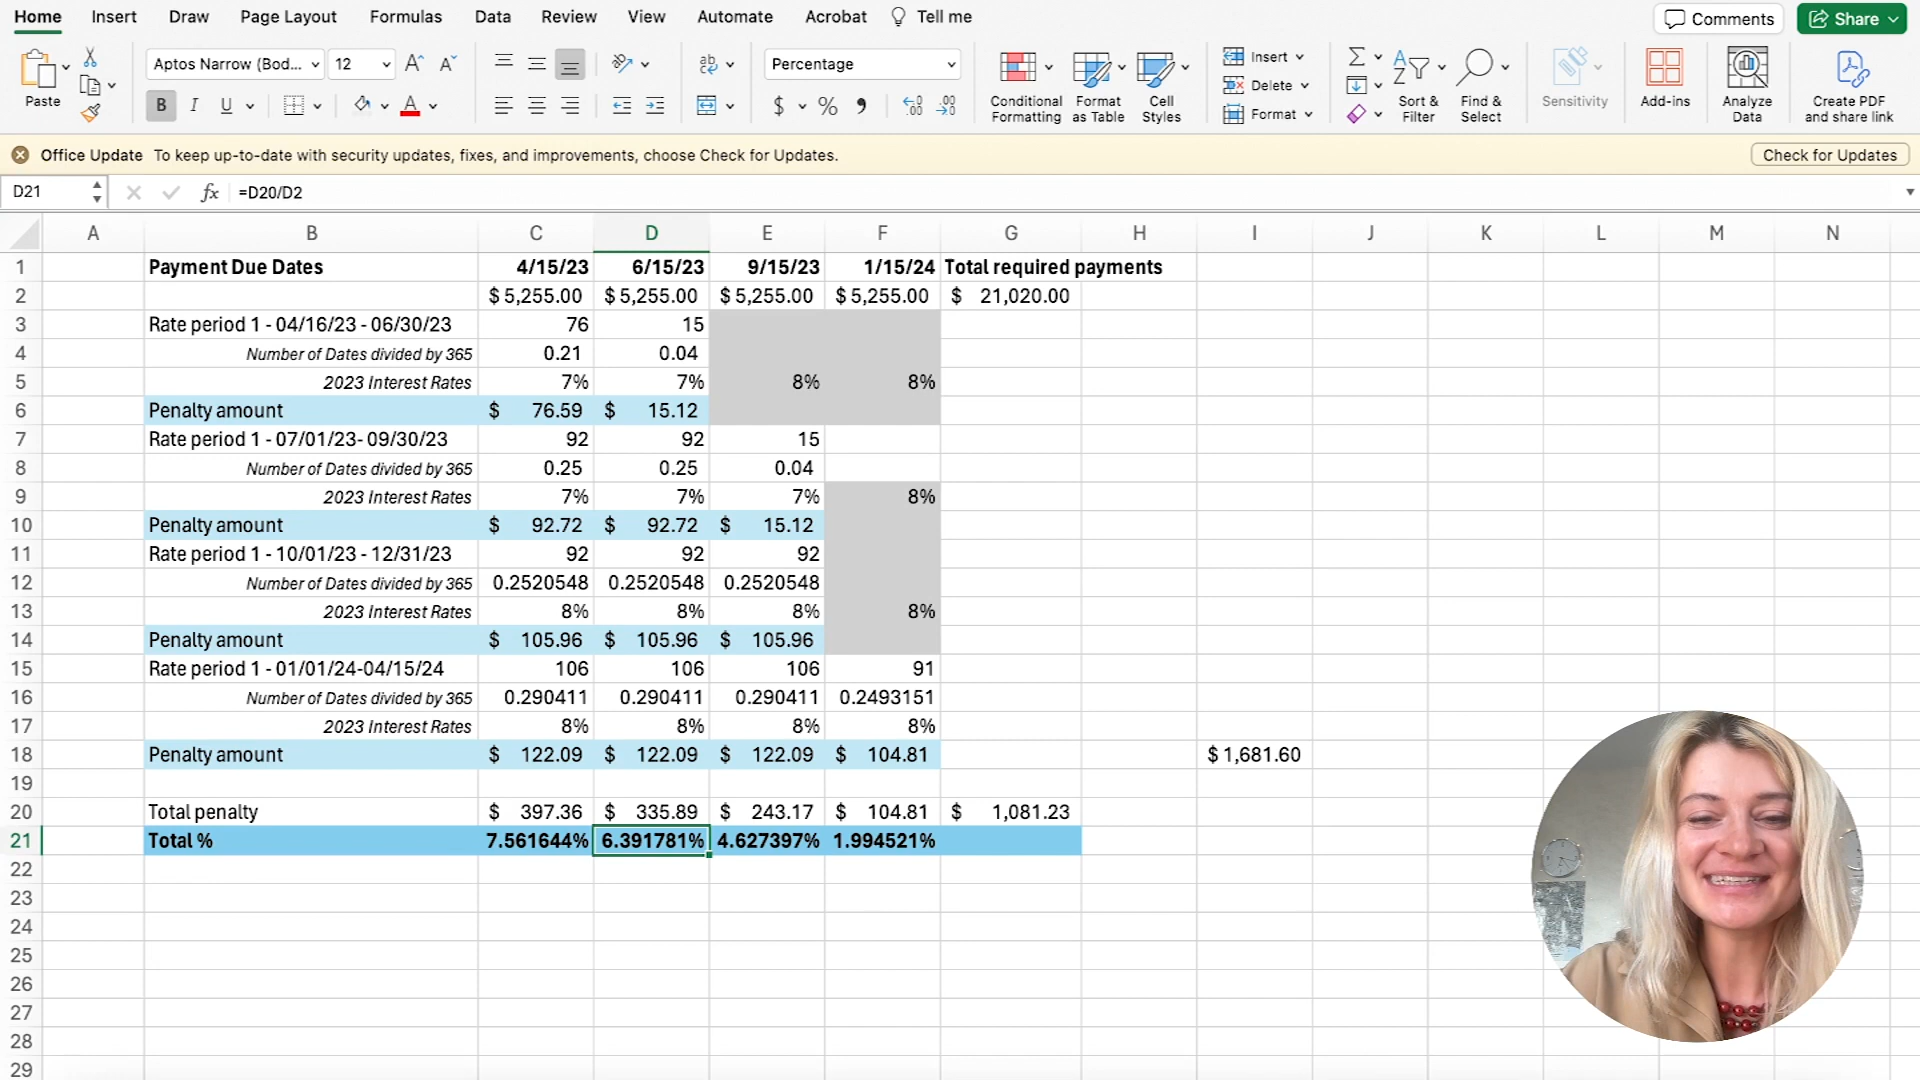 Home Insert Draw Page Layout Formulas Data Review View Automate Acrobat Tell me Comments Share
Paste Aptos Narrow (Bod... 12 A A Percentage Insert
B I U A $ % Conditional Formatting Format as Table Cell Styles Delete Format Sort & Filter Find & Select Sensitivity Add-ins Analyze Data Create PDF and share link
Office Update To keep up-to-date with security updates, fixes, and improvements, choose Check for Updates. Check for Updates
D21 fx =D20/D2
A B C D E F G H I J K L M N
1 Payment Due Dates 4/15/23 6/15/23 9/15/23 1/15/24 Total required payments
2 $ 5,255.00 $ 5,255.00 $ 5,255.00 $ 5,255.00 $ 21,020.00
3 Rate period 1 - 04/16/23 - 06/30/23 76 15
4 Number of Dates divided by 365 0.21 0.04
5 2023 Interest Rates 7% 7% 8% 8%
6 Penalty amount $ 76.59 $ 15.12
7 Rate period 1 - 07/01/23- 09/30/23 92 92 15
8 Number of Dates divided by 365 0.25 0.25 0.04
9 2023 Interest Rates 7% 7% 7% 8%
10 Penalty amount $ 92.72 $ 92.72 $ 15.12
11 Rate period 1 - 10/01/23 - 12/31/23 92 92 92
12 Number of Dates divided by 365 0.2520548 0.2520548 0.2520548
13 2023 Interest Rates 8% 8% 8% 8%
14 Penalty amount $ 105.96 $ 105.96 $ 105.96
15 Rate period 1 - 01/01/24-04/15/24 106 106 106 91
16 Number of Dates divided by 365 0.290411 0.290411 0.290411 0.2493151
17 2023 Interest Rates 8% 8% 8% 8%
18 Penalty amount $ 122.09 $ 122.09 $ 122.09 $ 104.81 $ 1,681.60
19
20 Total penalty $ 397.36 $ 335.89 $ 243.17 $ 104.81 $ 1,081.23
21 Total % 7.561644% 6.391781% 4.627397% 1.994521%
22
23
24
25
26
27
28
29